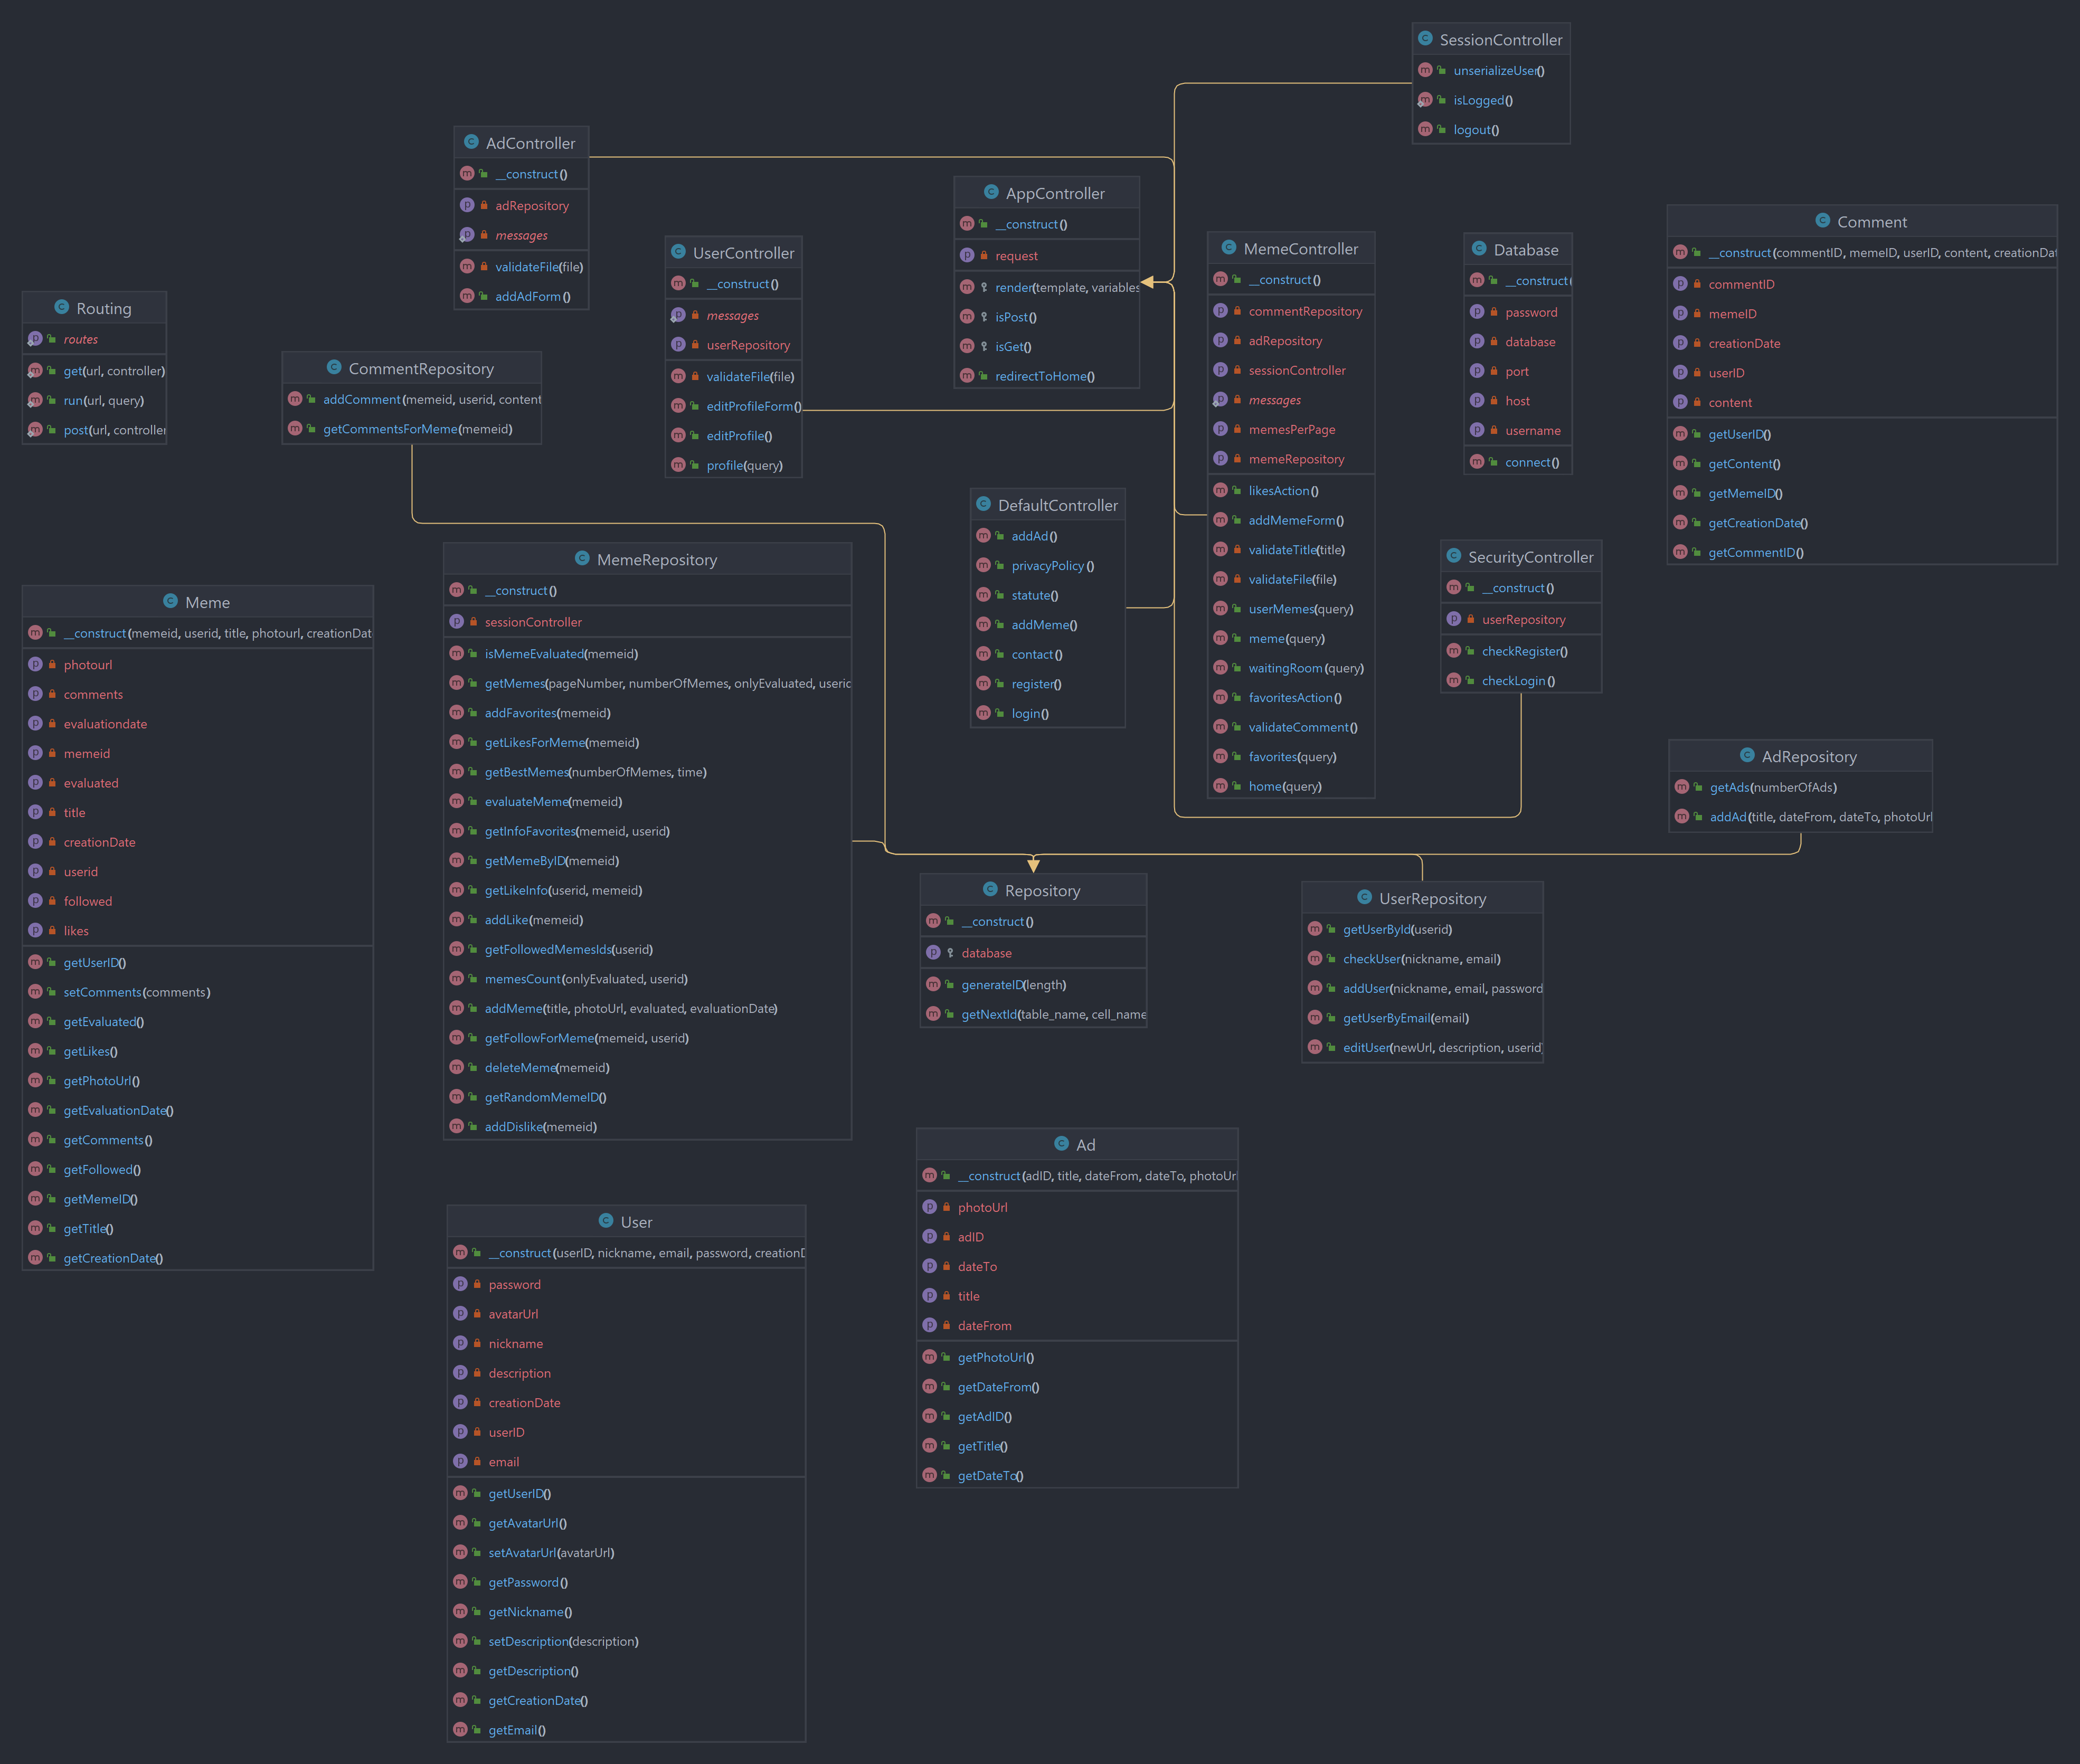 SessionController
unserializeUser()
isLogged()
logout()
AdController
__construct()
adRepository
messages
validateFile(file)
addAdForm()
AppController
__construct()
request
render(template, variables
isPost()
isGet()
redirectToHome()
Comment
__construct(commentID, memeID, userID, content, creationDat
commentID
memeID
creationDate
userID
content
getUserID()
getContent()
getMemeID()
getCreationDate()
getCommentID()
UserController
__construct()
messages
userRepository
validateFile(file)
editProfileForm()
editProfile()
profile(query)
MemeController
__construct()
commentRepository
adRepository
sessionController
messages
memesPerPage
memeRepository
likesAction()
addMemeForm()
validateTitle(title)
validateFile(file)
userMemes(query)
meme(query)
waitingRoom(query)
favoritesAction()
validateComment()
favorites(query)
home(query)
Database
__construct(
password
database
port
host
username
connect()
Routing
routes
get(url, controller)
run(url, query)
post(url, controller
CommentRepository
addComment(memeid, userid, content
getCommentsForMeme(memeid)
DefaultController
addAd()
privacyPolicy()
statute()
addMeme()
contact()
register()
login()
MemeRepository
__construct()
sessionController
isMemeEvaluated(memeid)
getMemes(pageNumber, numberOfMemes, onlyEvaluated, userid
addFavorites(memeid)
getLikesForMeme(memeid)
getBestMemes(numberOfMemes, time)
evaluateMeme(memeid)
getInfoFavorites(memeid, userid)
getMemeByID(memeid)
getLikeInfo(userid, memeid)
addLike(memeid)
getFollowedMemesIds(userid)
memesCount(onlyEvaluated, userid)
addMeme(title, photoUrl, evaluated, evaluationDate)
getFollowForMeme(memeid, userid)
deleteMeme(memeid)
getRandomMemeID()
addDislike(memeid)
SecurityController
__construct()
userRepository
checkRegister()
checkLogin()
Meme
__construct(memeid, userid, title, photourl, creationDat
photourl
comments
evaluationdate
memeid
evaluated
title
creationDate
userid
followed
likes
getUserID()
setComments(comments)
getEvaluated()
getLikes()
getPhotoUrl()
getEvaluationDate()
getComments()
getFollowed()
getMemeID()
getTitle()
getCreationDate()
AdRepository
getAds(numberOfAds)
addAd(title, dateFrom, dateTo, photoUrl
Repository
__construct()
database
generateID(length)
getNextId(table_name, cell_name
UserRepository
getUserById(userid)
checkUser(nickname, email)
addUser(nickname, email, password
getUserByEmail(email)
editUser(newUrl, description, userid)
Ad
__construct(adID, title, dateFrom, dateTo, photoUrl
photoUrl
adID
dateTo
title
dateFrom
getPhotoUrl()
getDateFrom()
getAdID()
getTitle()
getDateTo()
User
__construct(userID, nickname, email, password, creationD
password
avatarUrl
nickname
description
creationDate
userID
email
getUserID()
getAvatarUrl()
setAvatarUrl(avatarUrl)
getPassword()
getNickname()
setDescription(description)
getDescription()
getCreationDate()
getEmail()